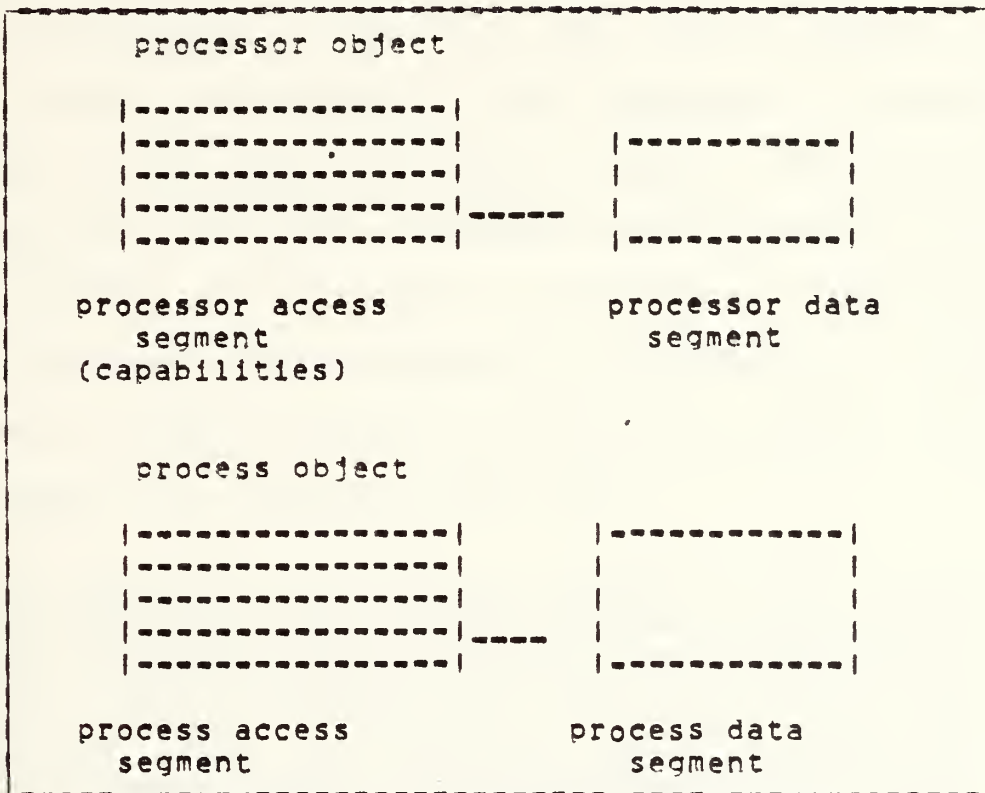 processor object
processor access processor data
segment segment
(capabilities)
process object
process access process data
segment segment